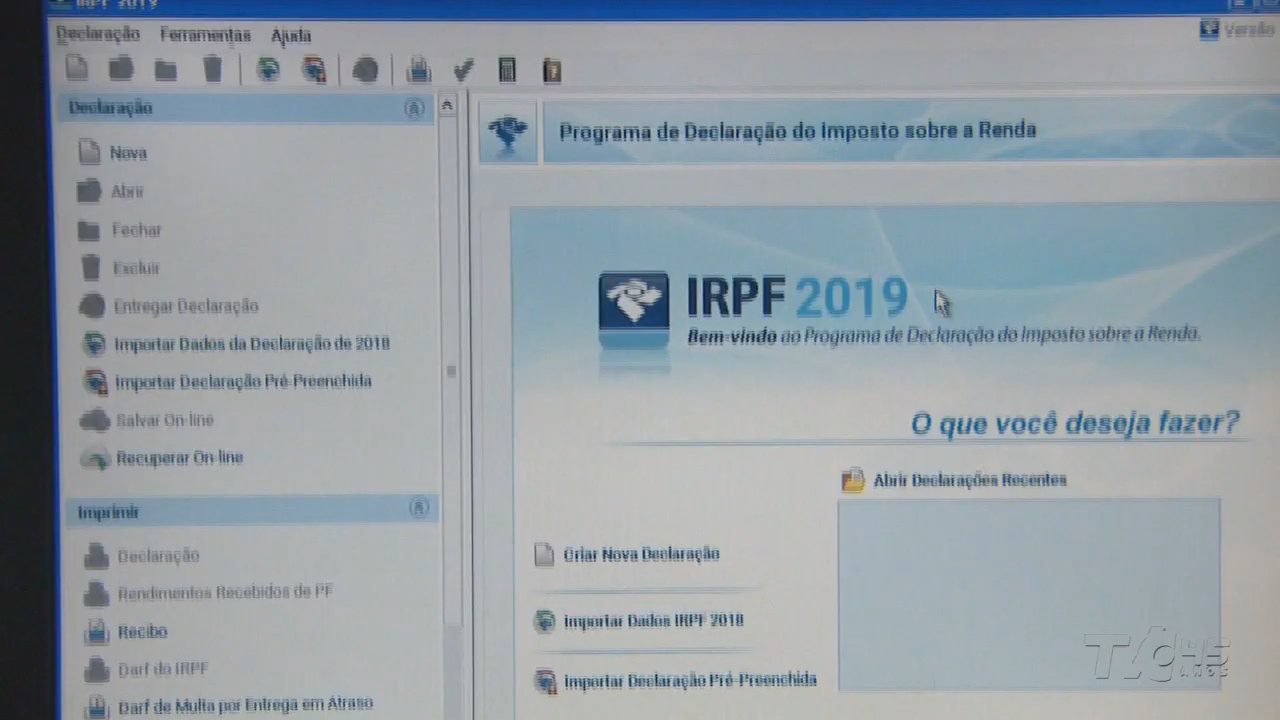 IRPF 2019
Declaração Ferramentas Ajuda
Versão
Declaração
Nova
Abrir
Fechar
Excluir
Entregar Declaração
Importar Dados da Declaração de 2018
Importar Declaração Pré-Preenchida
Salvar On-line
Recuperar On-line
Imprimir
Declaração
Rendimentos Recebidos de PF
Recibo
Darf do IRPF
Darf de Multa por Entrega em Atraso
Programa de Declaração do Imposto sobre a Renda
IRPF 2019
Bem-vindo ao Programa de Declaração do Imposto sobre a Renda.
O que você deseja fazer?
Abrir Declarações Recentes
Criar Nova Declaração
Importar Dados IRPF 2018
Importar Declaração Pré-Preenchida